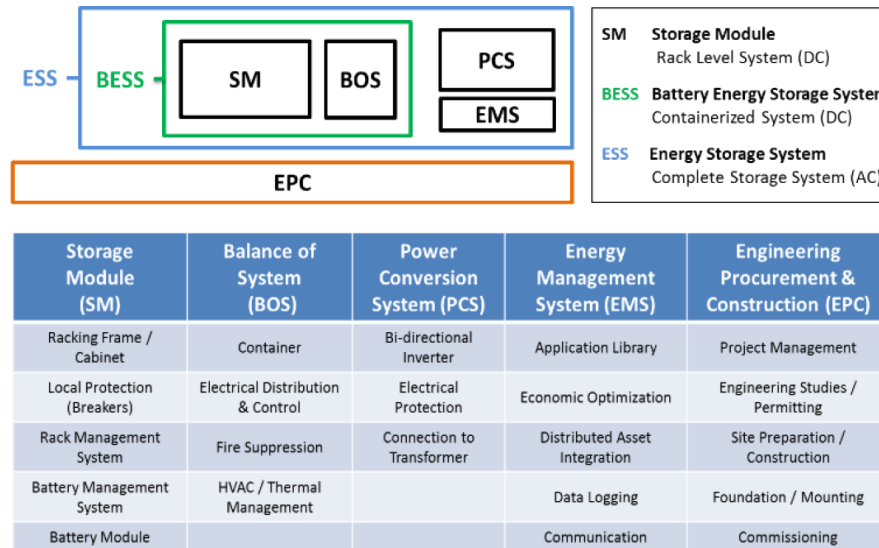 ESS
BESS
SM
BOS
PCS
EMS
EPC
SM Storage Module
Rack Level System (DC)
BESS Battery Energy Storage System
Containerized System (DC)
ESS Energy Storage System
Complete Storage System (AC)
Storage
Module
(SM)
Balance of
System
(BOS)
Power
Conversion
System (PCS)
Energy
Management
System (EMS)
Engineering
Procurement &
Construction (EPC)
Racking Frame /
Cabinet
Container
Bi-directional
Inverter
Application Library
Project Management
Local Protection
(Breakers)
Electrical Distribution
& Control
Electrical
Protection
Economic Optimization
Engineering Studies /
Permitting
Rack Management
System
Fire Suppression
Connection to
Transformer
Distributed Asset
Integration
Site Preparation /
Construction
Battery Management
System
HVAC / Thermal
Management
Data Logging
Foundation / Mounting
Battery Module
Communication
Commissioning